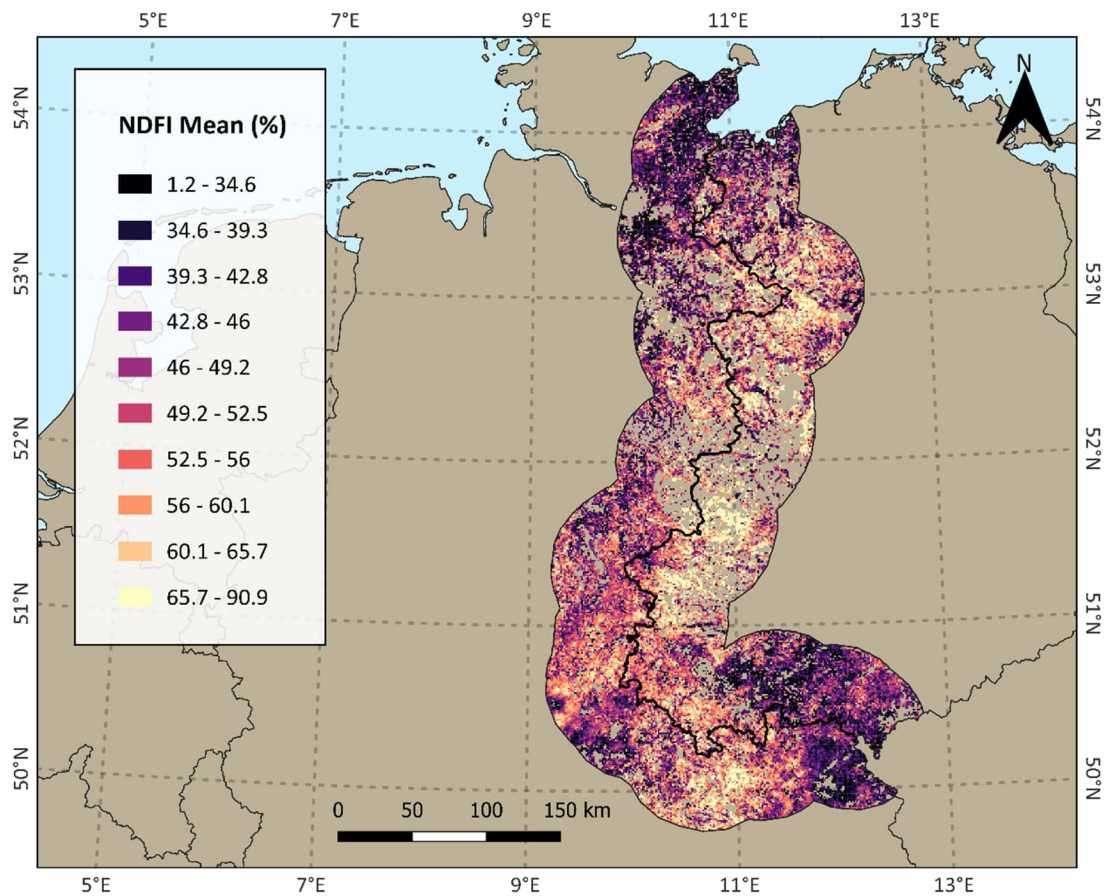 5°E 7°E 9°E 11°E 13°E
54°N
53°N
52°N
51°N
50°N
NDFI Mean (%)
1.2 - 34.6
34.6 - 39.3
39.3 - 42.8
42.8 - 46
46 - 49.2
49.2 - 52.5
52.5 - 56
56 - 60.1
60.1 - 65.7
65.7 - 90.9
N
54°N
53°N
52°N
51°N
50°N
0 50 100 150 km
5°E 7°E 9°E 11°E 13°E